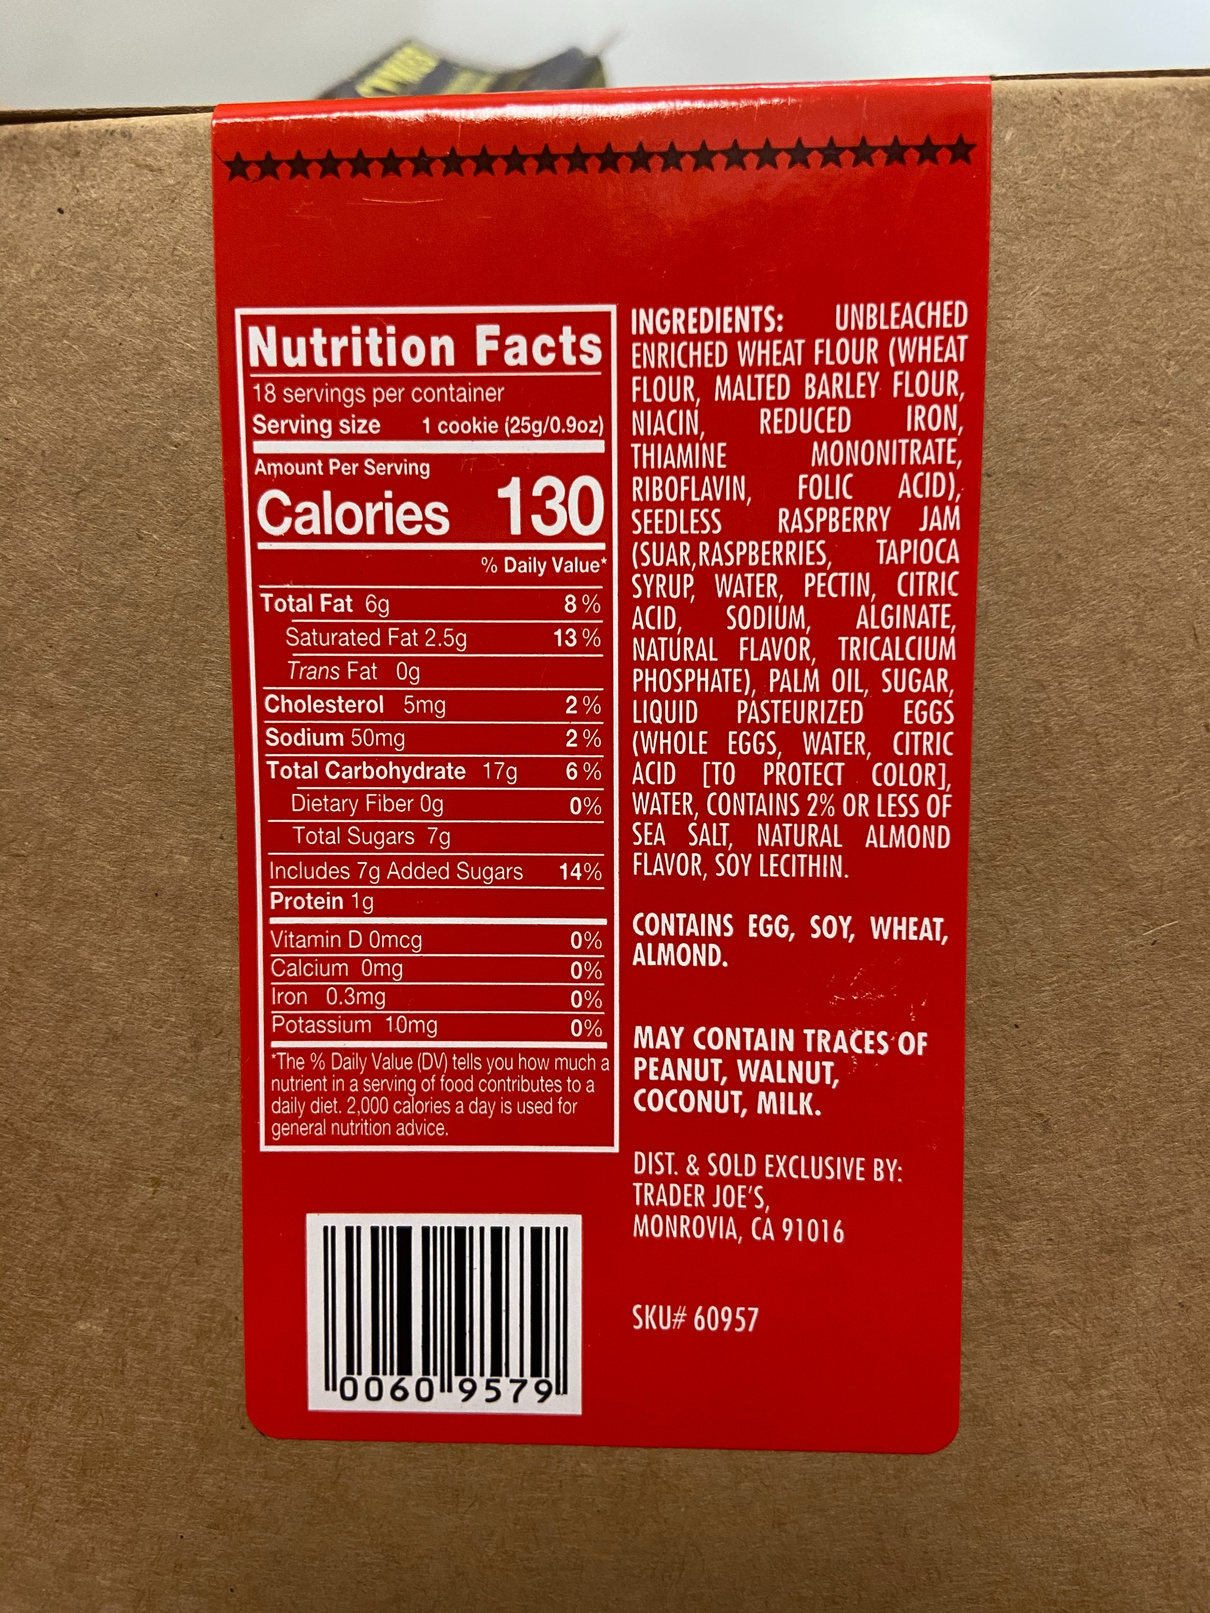 Nutrition Facts
18 servings per container
Serving size 1 cookie (25g/0.9oz)
Amount Per Serving
Calories 130
% Daily Value*
Total Fat 6g 8%
Saturated Fat 2.5g 13%
Trans Fat 0g
Cholesterol 5mg 2%
Sodium 50mg 2%
Total Carbohydrate 17g 6%
Dietary Fiber 0g 0%
Total Sugars 7g
Includes 7g Added Sugars 14%
Protein 1g
Vitamin D 0mcg 0%
Calcium 0mg 0%
Iron 0.3mg 0%
Potassium 10mg 0%
*The % Daily Value (DV) tells you how much a
nutrient in a serving of food contributes to a
daily diet. 2,000 calories a day is used for
general nutrition advice.
0060 9579
INGREDIENTS: UNBLEACHED
ENRICHED WHEAT FLOUR (WHEAT
FLOUR, MALTED BARLEY FLOUR,
NIACIN, REDUCED IRON,
THIAMINE MONONITRATE,
RIBOFLAVIN, FOLIC ACID),
SEEDLESS RASPBERRY JAM
(SUAR,RASPBERRIES, TAPIOCA
SYRUP, WATER, PECTIN, CITRIC
ACID, SODIUM, ALGINATE,
NATURAL FLAVOR, TRICALCIUM
PHOSPHATE), PALM OIL, SUGAR,
LIQUID PASTEURIZED EGGS
(WHOLE EGGS, WATER, CITRIC
ACID [TO PROTECT COLOR],
WATER, CONTAINS 2% OR LESS OF
SEA SALT, NATURAL ALMOND
FLAVOR, SOY LECITHIN.
CONTAINS EGG, SOY, WHEAT,
ALMOND.
MAY CONTAIN TRACES OF
PEANUT, WALNUT,
COCONUT, MILK.
DIST. & SOLD EXCLUSIVE BY:
TRADER JOE'S,
MONROVIA, CA 91016
SKU# 60957